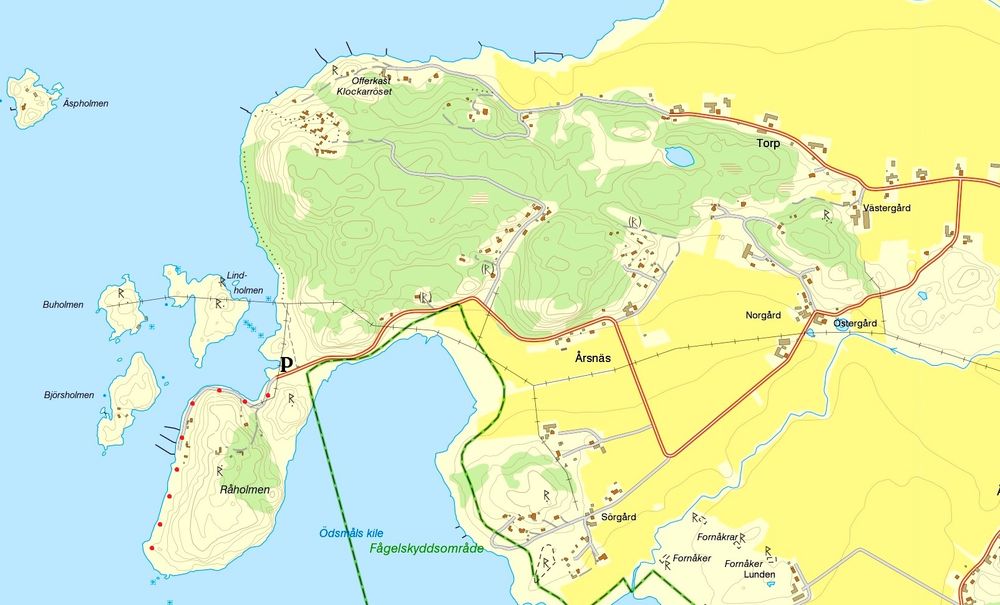 Offerkast
Klockarröset
Äspholmen
Torp
Västergård
R
R
(R)
(R)
(R)
Lind-
holmen
R
R
R
Buholmen
Norgård
Östergård
Årsnäs
P
Björsholmen
R
R
Råholmen
R
Sörgård
Ödsmåls kile
Fågelskyddsområde
R
R
Fornåkrar
R
R
Fornåker
R
Fornåker
Lunden